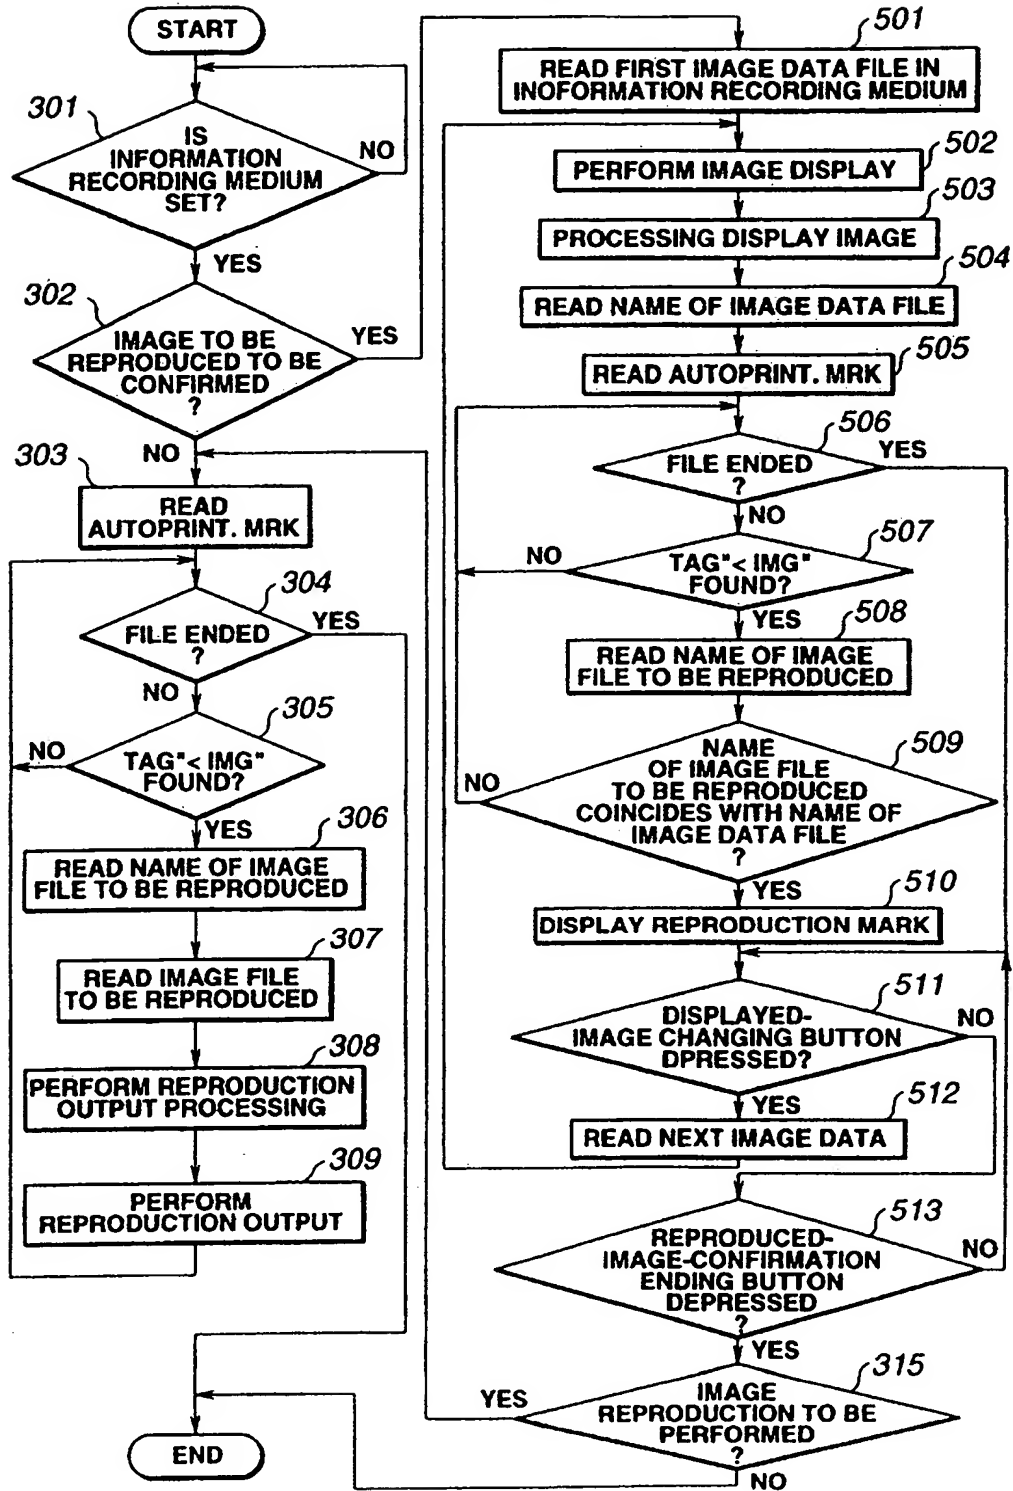 START
301
IS
INFORMATION
RECORDING MEDIUM
SET?
NO
YES
302
IMAGE TO BE
REPRODUCED TO BE
CONFIRMED
?
YES
NO
303
READ
AUTOPRINT. MRK
304
FILE ENDED
?
YES
NO
305
TAG"< IMG"
FOUND?
NO
YES
306
READ NAME OF IMAGE
FILE TO BE REPRODUCED
307
READ IMAGE FILE
TO BE REPRODUCED
308
PERFORM REPRODUCTION
OUTPUT PROCESSING
309
PERFORM
REPRODUCTION OUTPUT
END
501
READ FIRST IMAGE DATA FILE IN
INOFORMATION RECORDING MEDIUM
502
PERFORM IMAGE DISPLAY
503
PROCESSING DISPLAY IMAGE
504
READ NAME OF IMAGE DATA FILE
505
READ AUTOPRINT. MRK
506
FILE ENDED
?
YES
NO
507
TAG"< IMG"
FOUND?
NO
YES
508
READ NAME OF IMAGE
FILE TO BE REPRODUCED
509
NAME
OF IMAGE FILE
TO BE REPRODUCED
COINCIDES WITH NAME OF
IMAGE DATA FILE
?
NO
YES
510
DISPLAY REPRODUCTION MARK
511
DISPLAYED-
IMAGE CHANGING BUTTON
DPRESSED?
NO
YES
512
READ NEXT IMAGE DATA
513
REPRODUCED-
IMAGE-CONFIRMATION
ENDING BUTTON
DEPRESSED
?
NO
YES
315
IMAGE
REPRODUCTION TO BE
PERFORMED
?
YES
NO